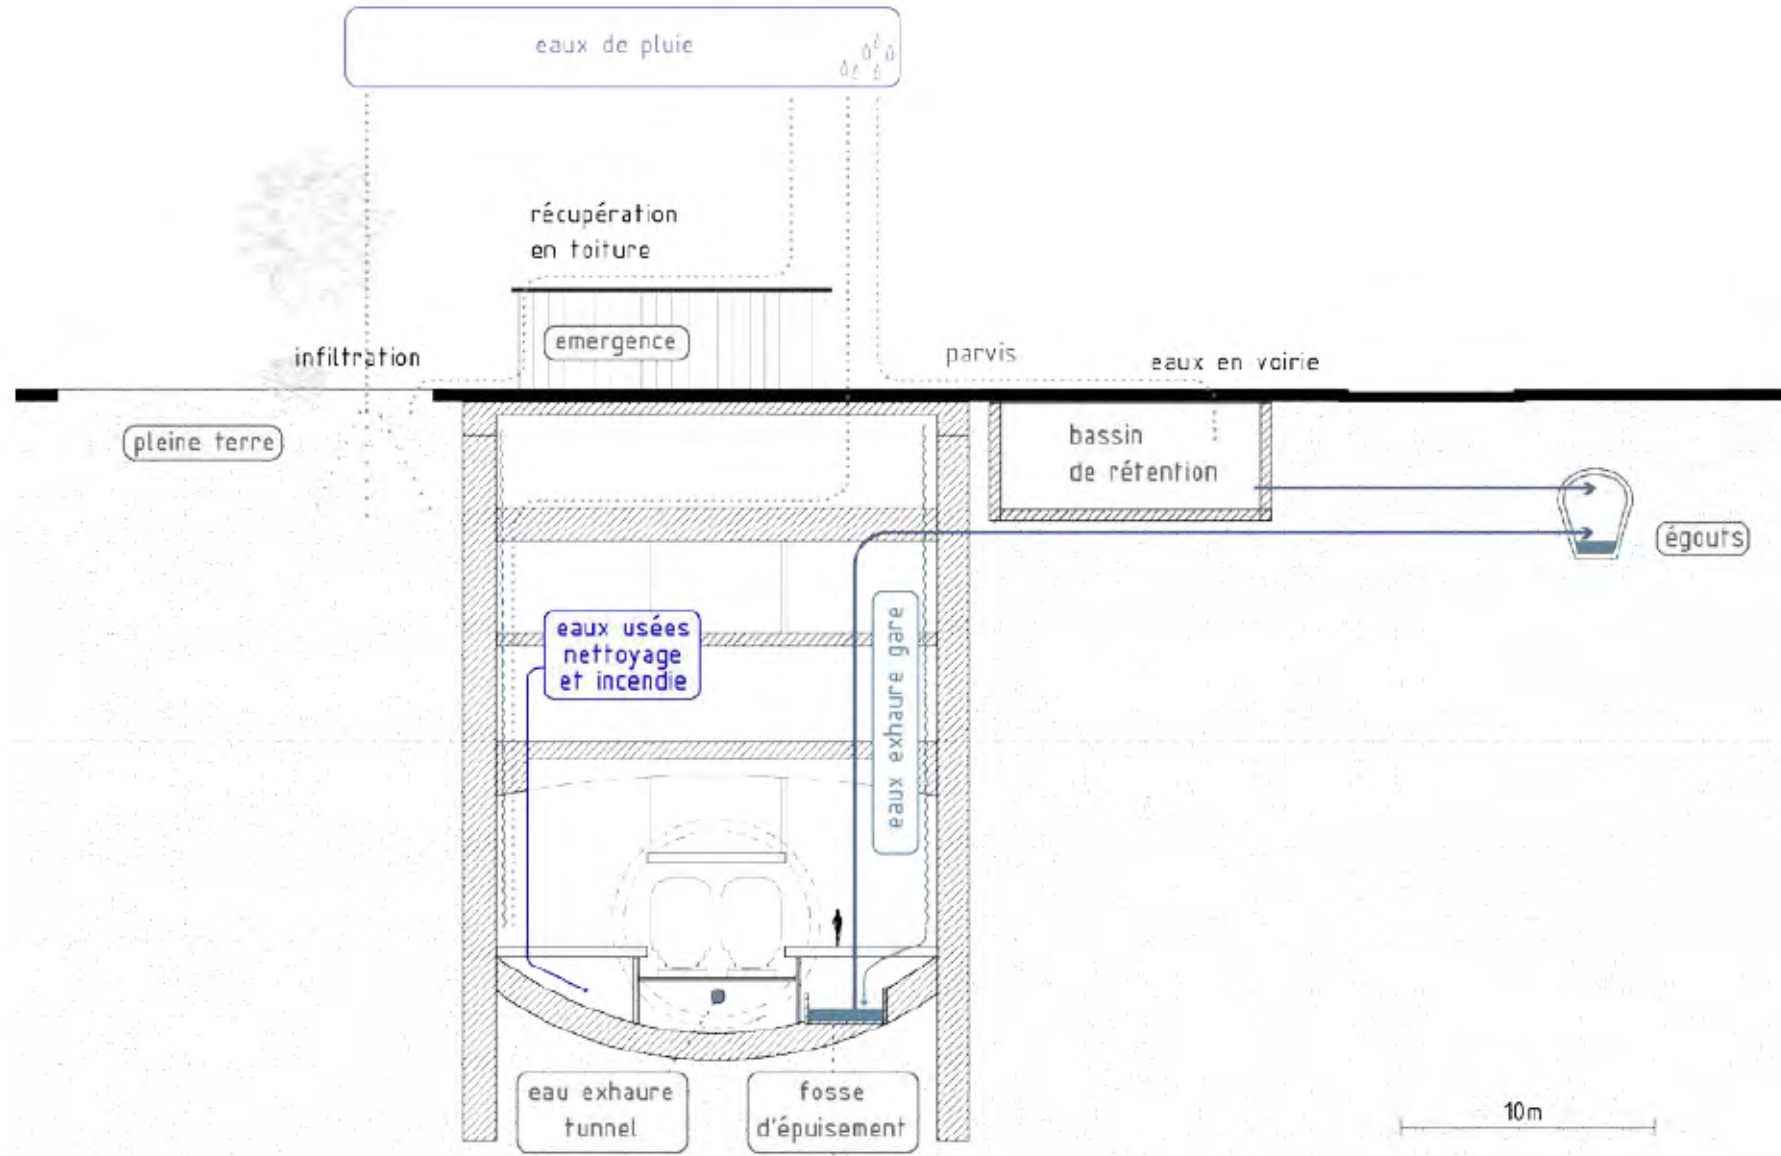 eaux de pluie
récupération
en toiture
emergence
infiltration
parvis
eaux en voirie
pleine terre
bassin
de rétention
égouts
eaux usées
nettoyage
et incendie
eaux exhaure gare
eau exhaure
tunnel
fosse
d'épuisement
10m